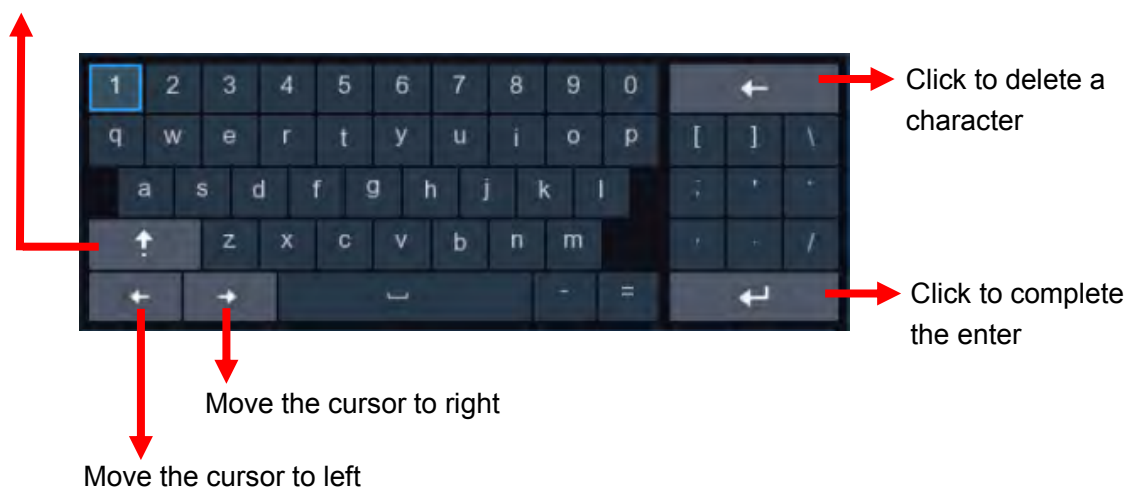 1 2 3 4 5 6 7 8 9 0
Click to delete a
character
q w e r t y u i o p [ ] \
a s d f g h j k l ; '
z x c v b n m , . /
- =
Click to complete
the enter
Move the cursor to right
Move the cursor to left